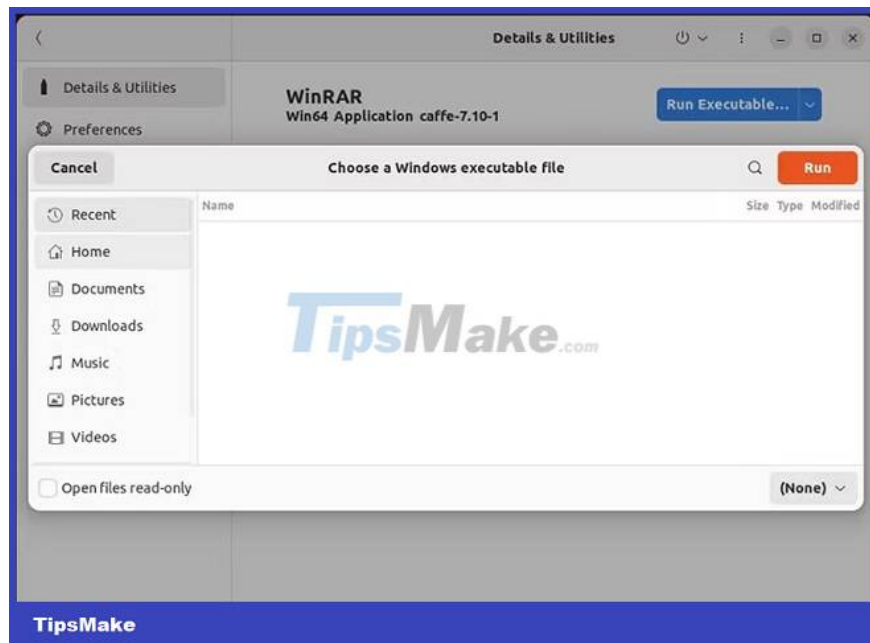 Details & Utilities
Details & Utilities
WinRAR
Run Executable...
Win64 Application caffe-7.10-1
Preferences
Cancel
Choose a Windows executable file
Run
Recent
Name
Size Type Modified
Home
Documents
Downloads
Music
Pictures
Videos
TipsMake.com
Open files read-only
(None)
TipsMake